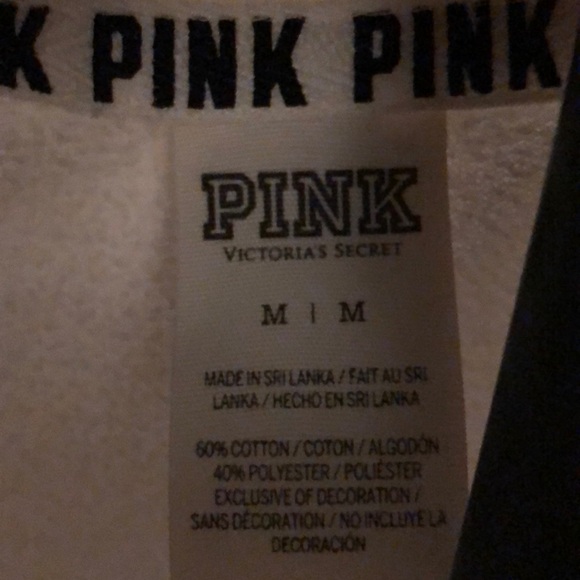 K PINK PINK
PINK
VICTORIA'S SECRET
M | M
MADE IN SRI LANKA / FAIT AU SRI
LANKA / HECHO EN SRI LANKA
60% COTTON / COTON / ALGODÓN
40% POLYESTER / POLIÉSTER
EXCLUSIVE OF DECORATION /
SANS DÉCORATION / NO INCLUYE LA
DECORACIÓN